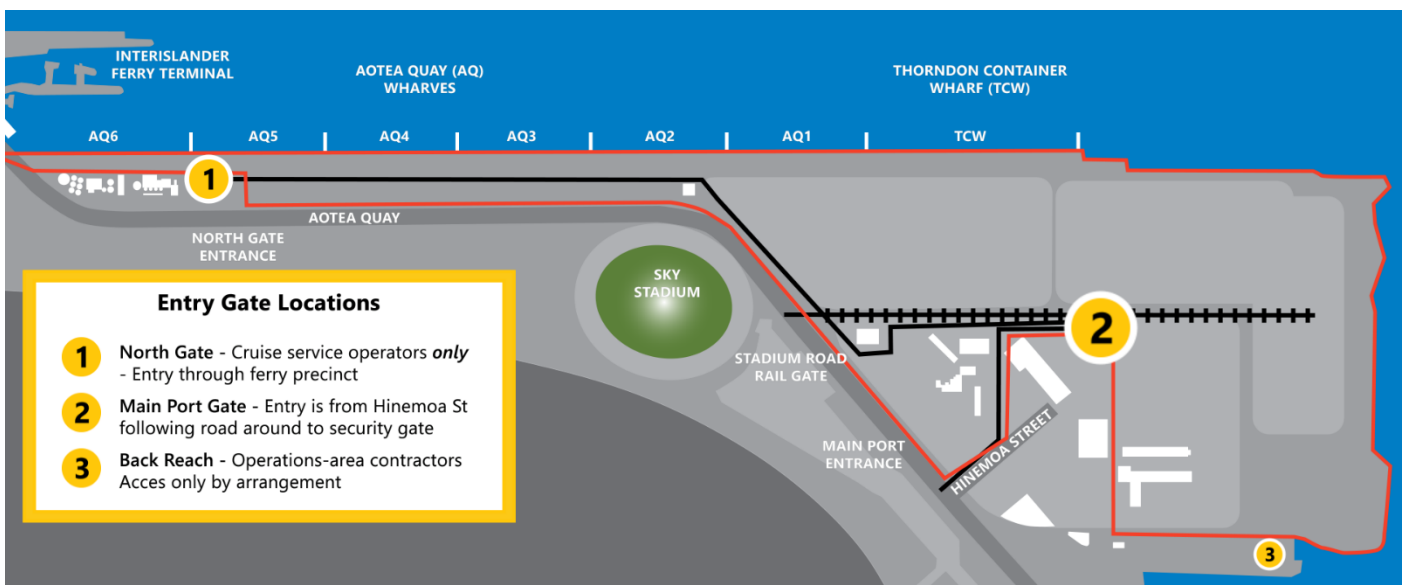 INTERISLANDER
FERRY TERMINAL
AOTEA QUAY (AQ)
WHARVES
THORNDON CONTAINER
WHARF (TCW)
AQ6
AQ5
AQ4
AQ3
AQ2
AQ1
TCW
1
AOTEA QUAY
NORTH GATE
ENTRANCE
SKY
STADIUM
2
STADIUM ROAD
RAIL GATE
MAIN PORT
ENTRANCE
HINEMOA STREET
3
Entry Gate Locations
1
North Gate - Cruise service operators only
- Entry through ferry precinct
2
Main Port Gate - Entry is from Hinemoa St
following road around to security gate
3
Back Reach - Operations-area contractors
Acces only by arrangement